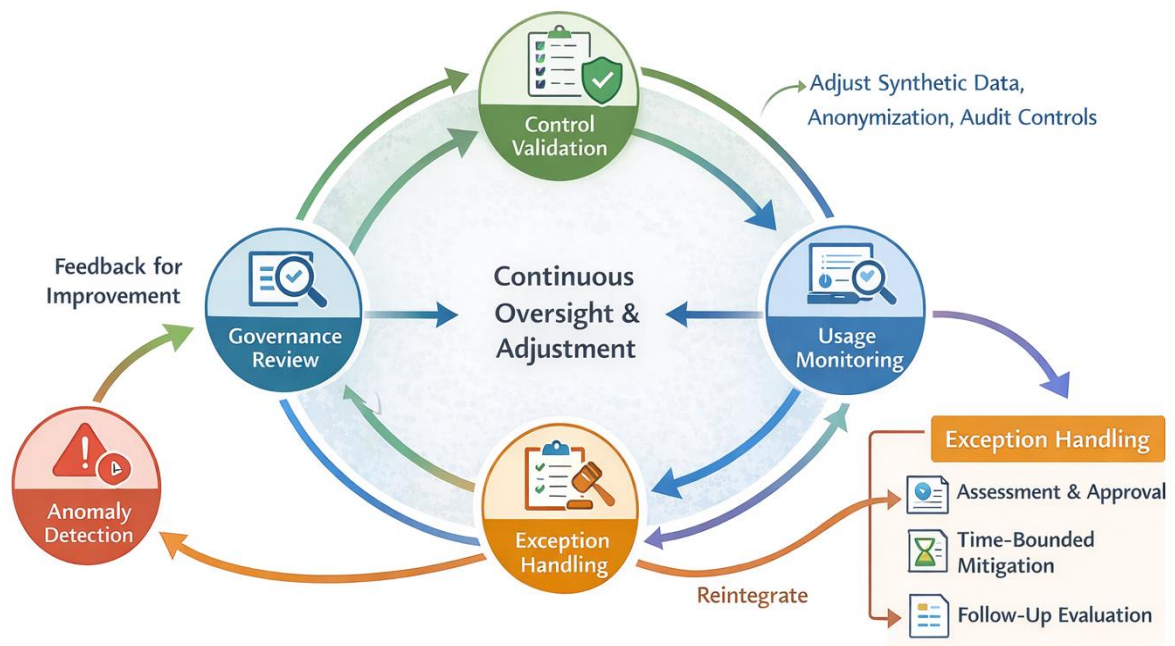 Control
Validation
Adjust Synthetic Data,
Anonymization, Audit Controls
Feedback for
Improvement
Governance
Review
Continuous
Oversight &
Adjustment
Usage
Monitoring
Anomaly
Detection
Exception
Handling
Reintegrate
Exception Handling
Assessment & Approval
Time-Bounded
Mitigation
Follow-Up Evaluation